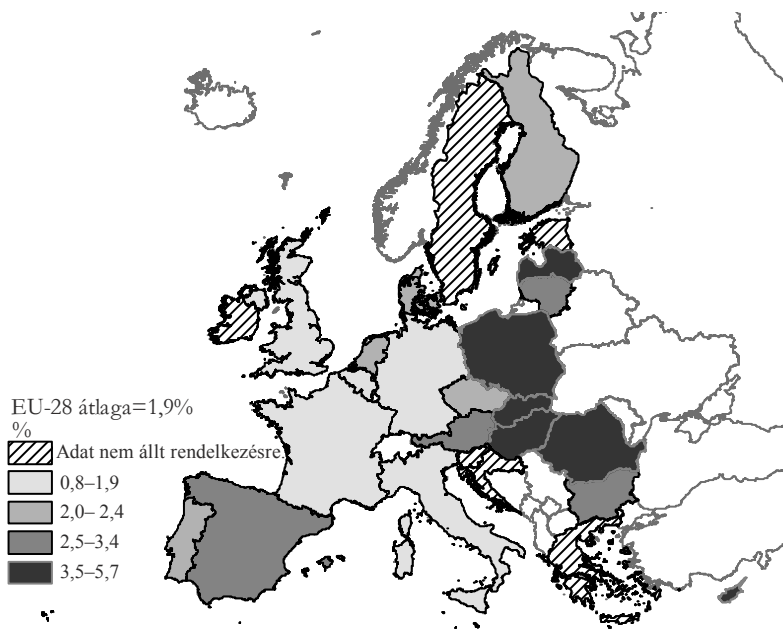 EU-28 átlaga=1,9%
%
Adat nem állt rendelkezésre
0,8–1,9
2,0– 2,4
2,5–3,4
3,5–5,7